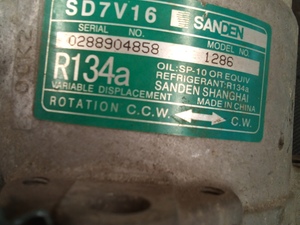 SD7V16 SANDEN
SERIAL NO. MODEL NO.
0288904858 1286
R134a OIL:SP-10 OR EQUIV
REFRIGERANT:R134a
SANDEN SHANGHAI
VARIABLE DISPLACEMENT MADE IN CHINA
ROTATION C.C.W. C.W.